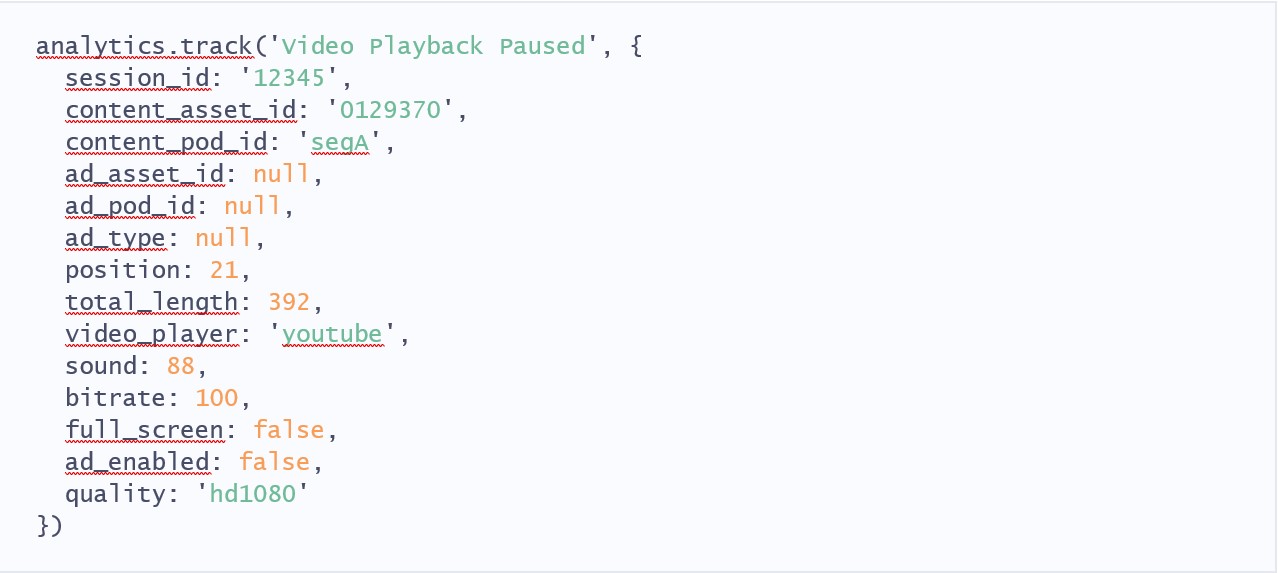 analytics.track('Video Playback Paused', {
  session_id: '12345',
  content_asset_id: '0129370',
  content_pod_id: 'segA',
  ad_asset_id: null,
  ad_pod_id: null,
  ad_type: null,
  position: 21,
  total_length: 392,
  video_player: 'youtube',
  sound: 88,
  bitrate: 100,
  full_screen: false,
  ad_enabled: false,
  quality: 'hd1080'
})